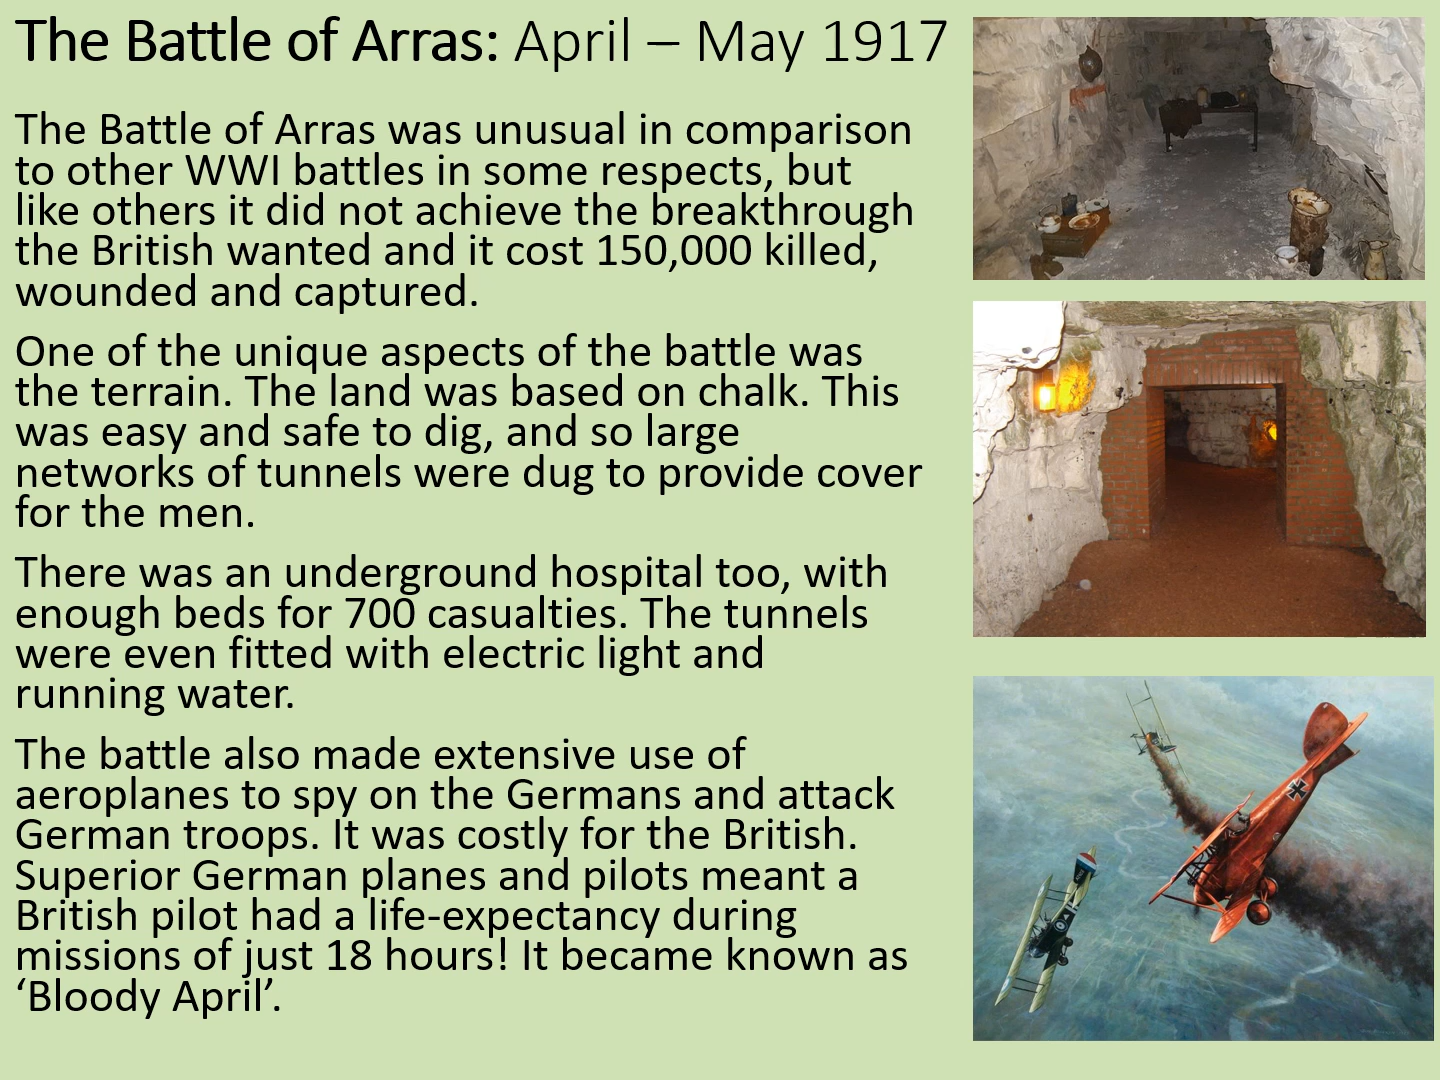 The Battle of Arras: April – May 1917
The Battle of Arras was unusual in comparison
to other WWI battles in some respects, but
like others it did not achieve the breakthrough
the British wanted and it cost 150,000 killed,
wounded and captured.
One of the unique aspects of the battle was
the terrain. The land was based on chalk. This
was easy and safe to dig, and so large
networks of tunnels were dug to provide cover
for the men.
There was an underground hospital too, with
enough beds for 700 casualties. The tunnels
were even fitted with electric light and
running water.
The battle also made extensive use of
aeroplanes to spy on the Germans and attack
German troops. It was costly for the British.
Superior German planes and pilots meant a
British pilot had a life-expectancy during
missions of just 18 hours! It became known as
‘Bloody April’.